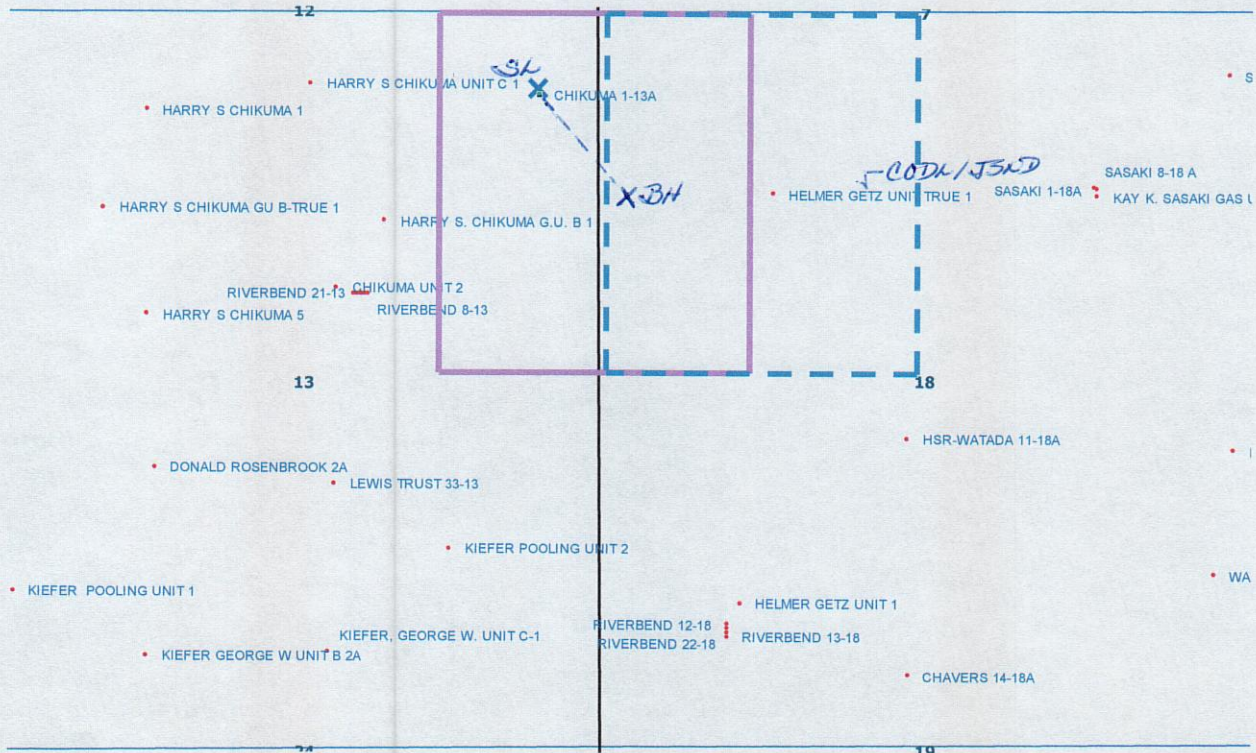 12
7
SL
HARRY S CHIKUMA UNIT C 1
CHIKUMA 1-13A
S
HARRY S CHIKUMA 1
CODL/J3ND
SASAKI 8-18 A
X-BH
HELMER GETZ UNIT TRUE 1
SASAKI 1-18A
KAY K. SASAKI GAS U
HARRY S CHIKUMA GU B-TRUE 1
HARRY S. CHIKUMA G.U. B 1
CHIKUMA UNIT 2
RIVERBEND 21-13
HARRY S CHIKUMA 5
RIVERBEND 8-13
13
18
HSR-WATADA 11-18A
DONALD ROSENBROOK 2A
LEWIS TRUST 33-13
KIEFER POOLING UNIT 2
KIEFER POOLING UNIT 1
WA
HELMER GETZ UNIT 1
RIVERBEND 12-18
KIEFER, GEORGE W. UNIT C-1
RIVERBEND 22-18
RIVERBEND 13-18
KIEFER GEORGE W UNIT B 2A
CHAVERS 14-18A
24
19